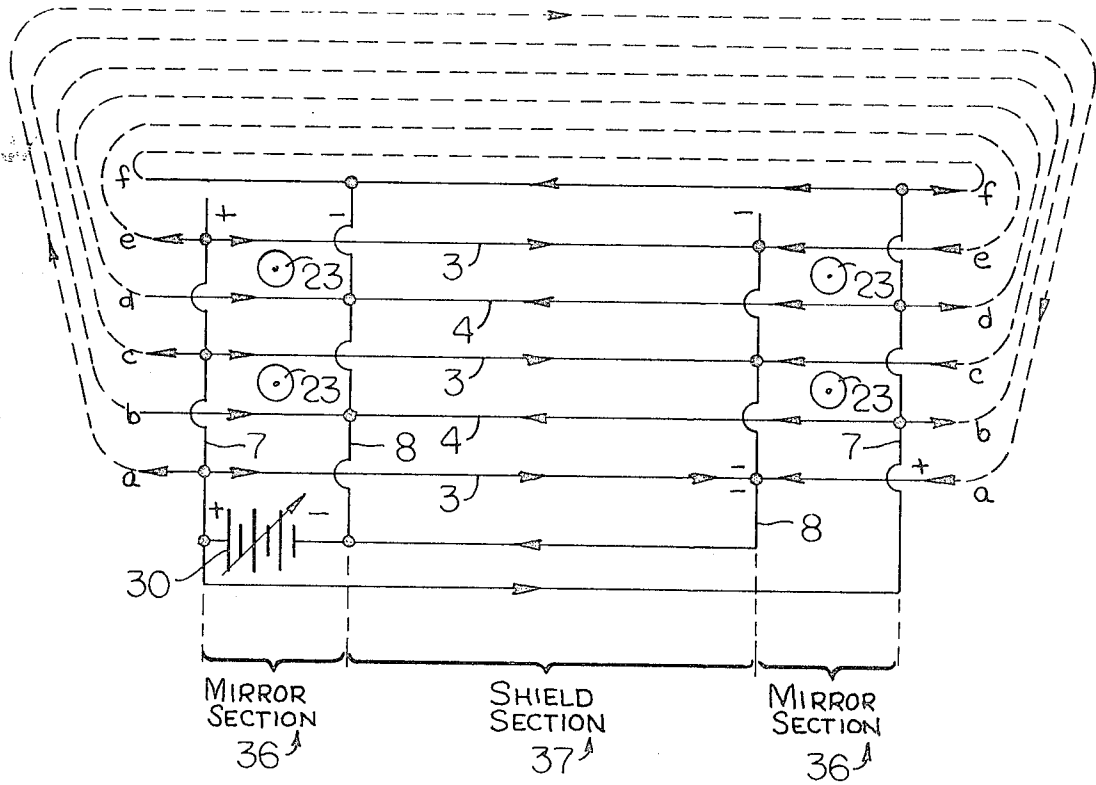 f f
+ - -
e 3 e
23 23
d 4 d
c 3 c
23 23
b 4 b
7 8 7
a 3 - - + a
+ - 8
30
MIRROR SECTION 36
SHIELD SECTION 37
MIRROR SECTION 36